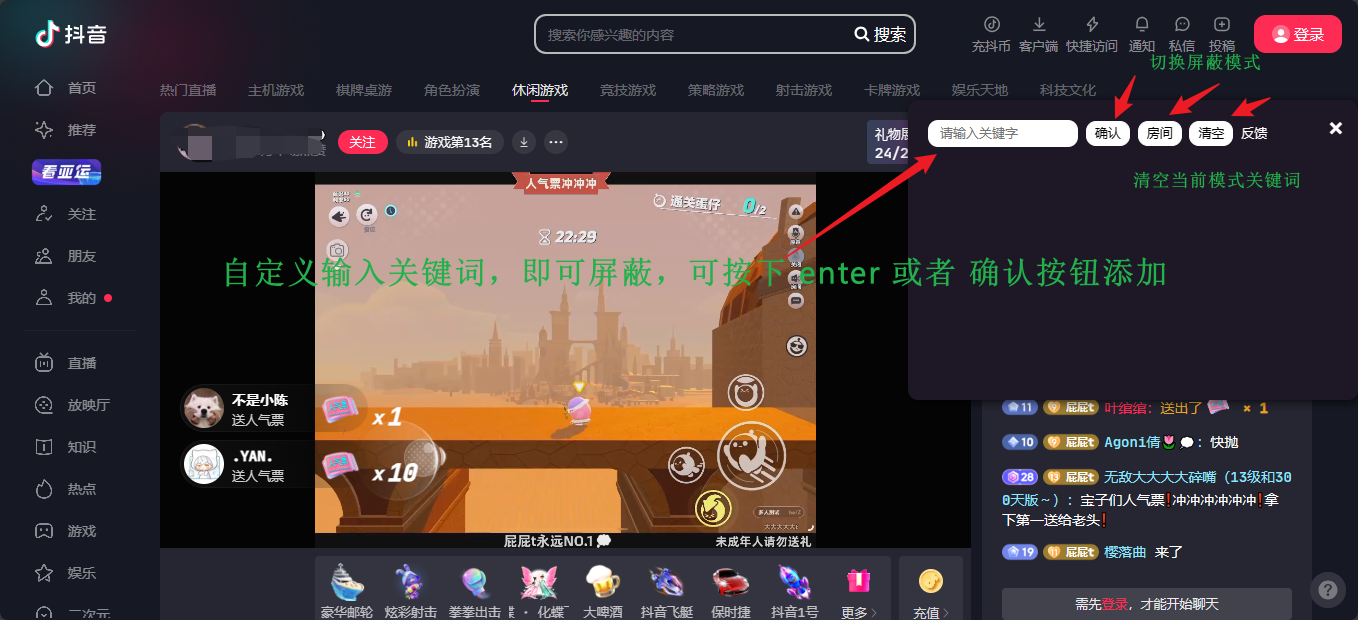 抖音
搜索你感兴趣的内容
搜索
充抖币
客户端
快捷访问
通知
私信
投稿
登录
切换屏蔽模式
首页
推荐
看亚运
关注
朋友
我的
直播
放映厅
知识
热点
游戏
娱乐
二次元
热门直播
主机游戏
棋牌桌游
角色扮演
休闲游戏
竞技游戏
策略游戏
射击游戏
卡牌游戏
娱乐天地
科技文化
关注
游戏第13名
礼物展
24/2
请输入关键字
确认
房间
清空
反馈
清空当前模式关键词
人气票冲冲冲
通关蛋仔
0/2
22:29
自定义输入关键词，即可屏蔽，可按下 enter 或者 确认按钮添加
不是小陈
送人气票
x1
.YAN.
送人气票
x10
屁屁t永远NO.1
未成年人请勿送礼
豪华邮轮
炫彩射击
拳拳出击
化蝶
大啤酒
抖音飞艇
保时捷
抖音1号
更多
充值
11 屁屁t 叶编编：送出了 × 1
10 屁屁t Agoni倩🌷💬：快抛
28 屁屁t 无敌大大大大碎嘴（13级和30
0天版～）：宝子们人气票❗冲冲冲冲冲冲❗拿
下第一送给老头❗
19 屁屁t 樱落曲 来了
需先登录，才能开始聊天